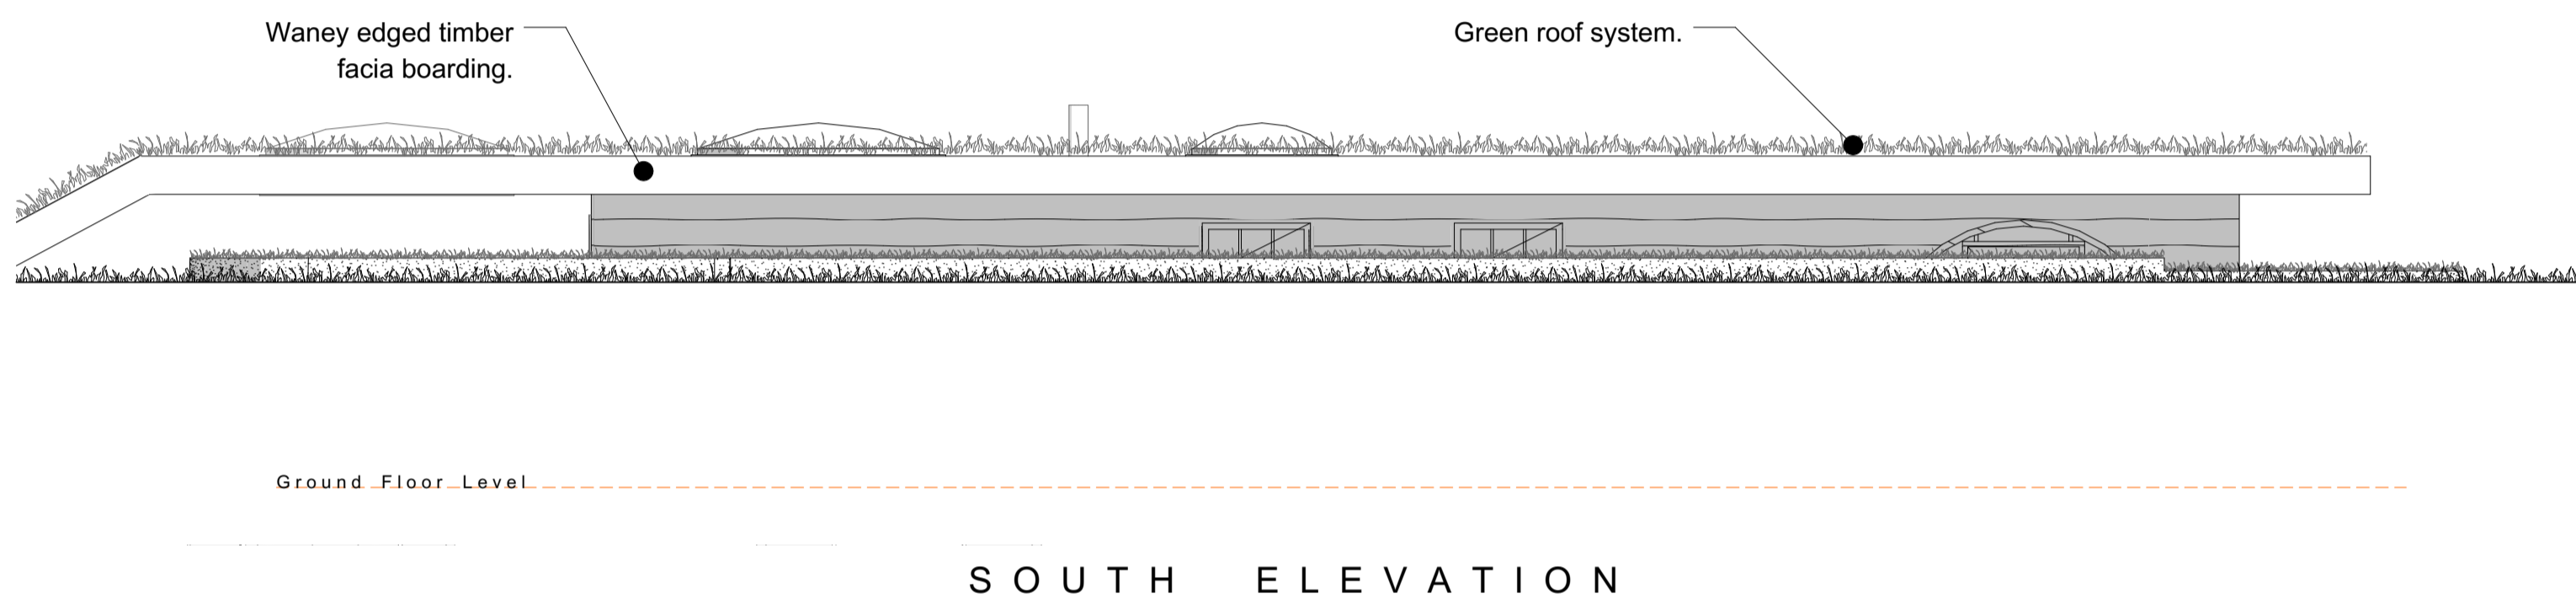 Waney edged timber
facia boarding.
Green roof system.
Ground Floor Level
SOUTH ELEVATION